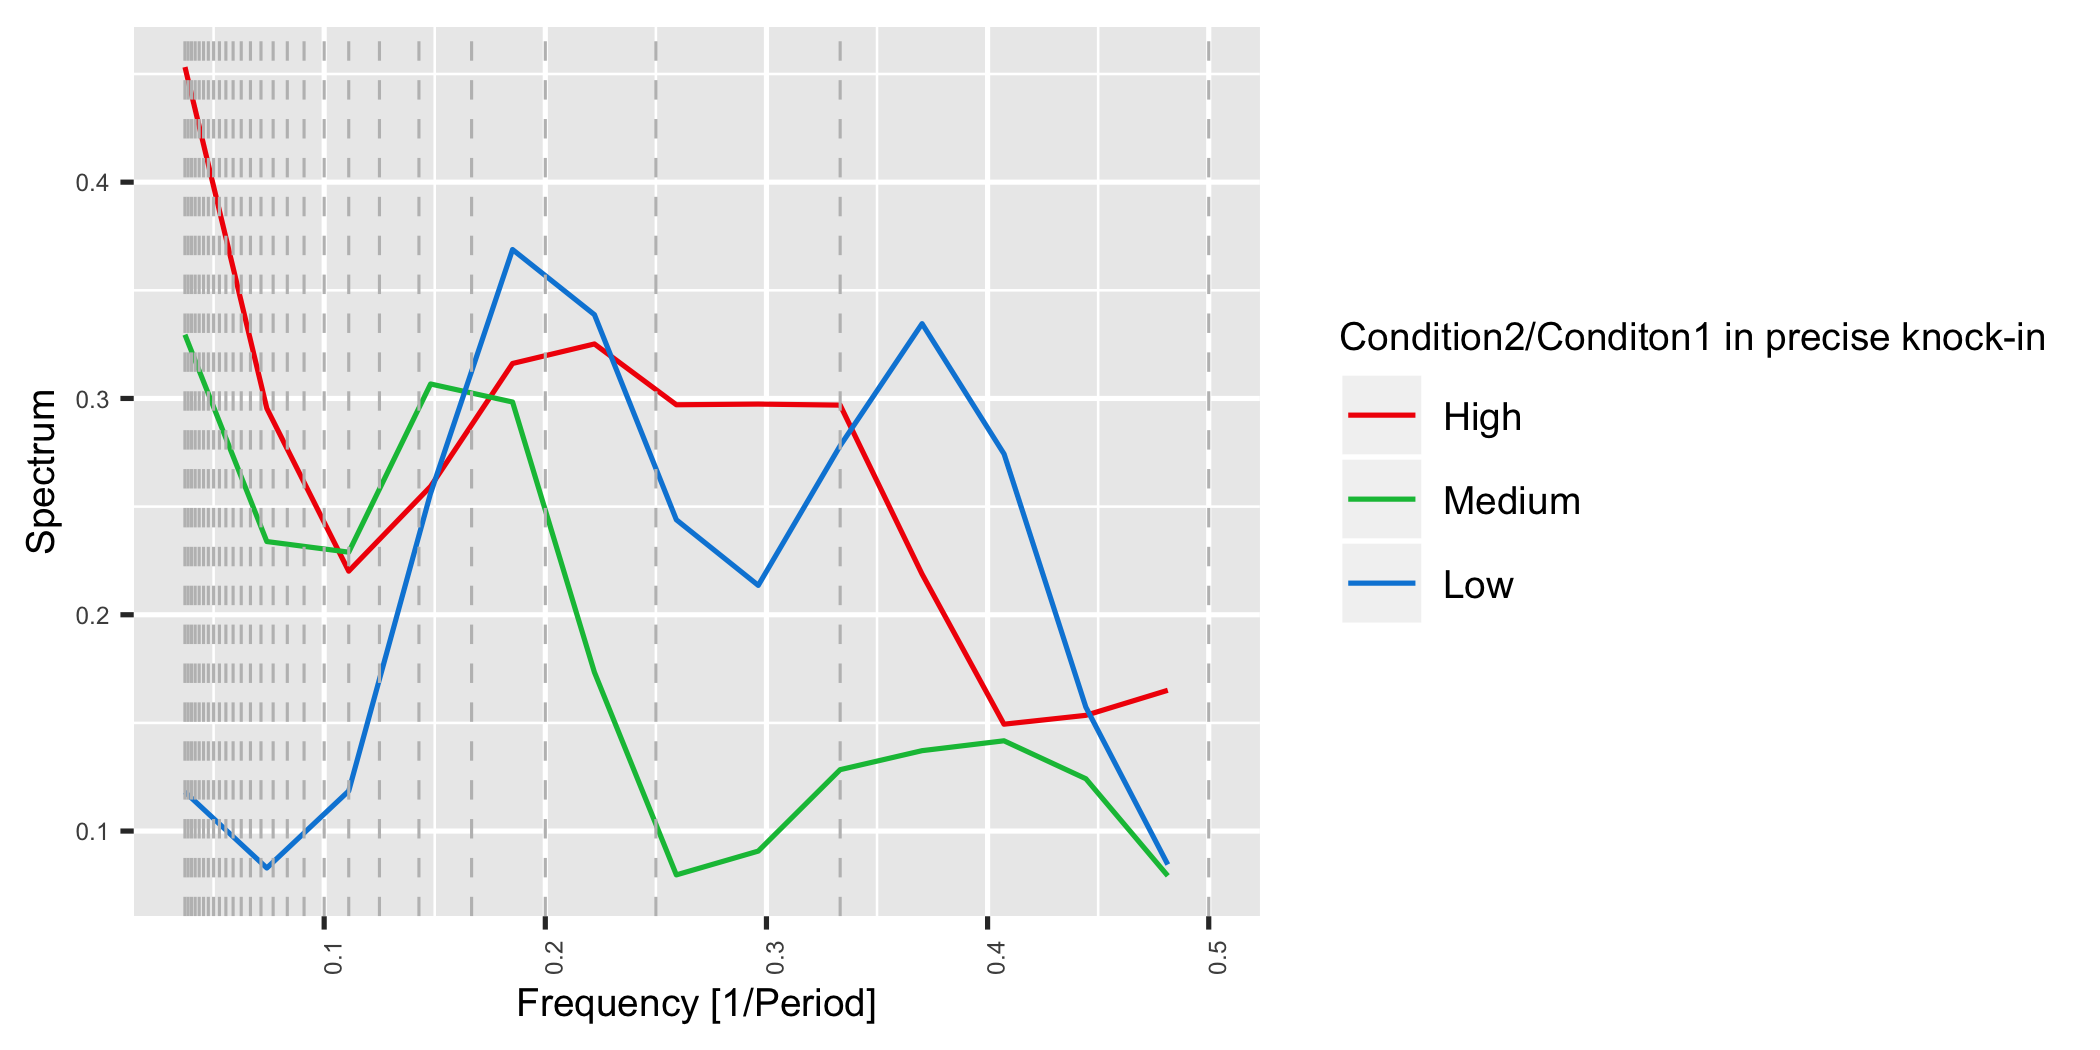 Spectrum
0.4
0.3
0.2
0.1
0.1
0.2
0.3
0.4
0.5
Frequency [1/Period]
Condition2/Conditon1 in precise knock-in
High
Medium
Low